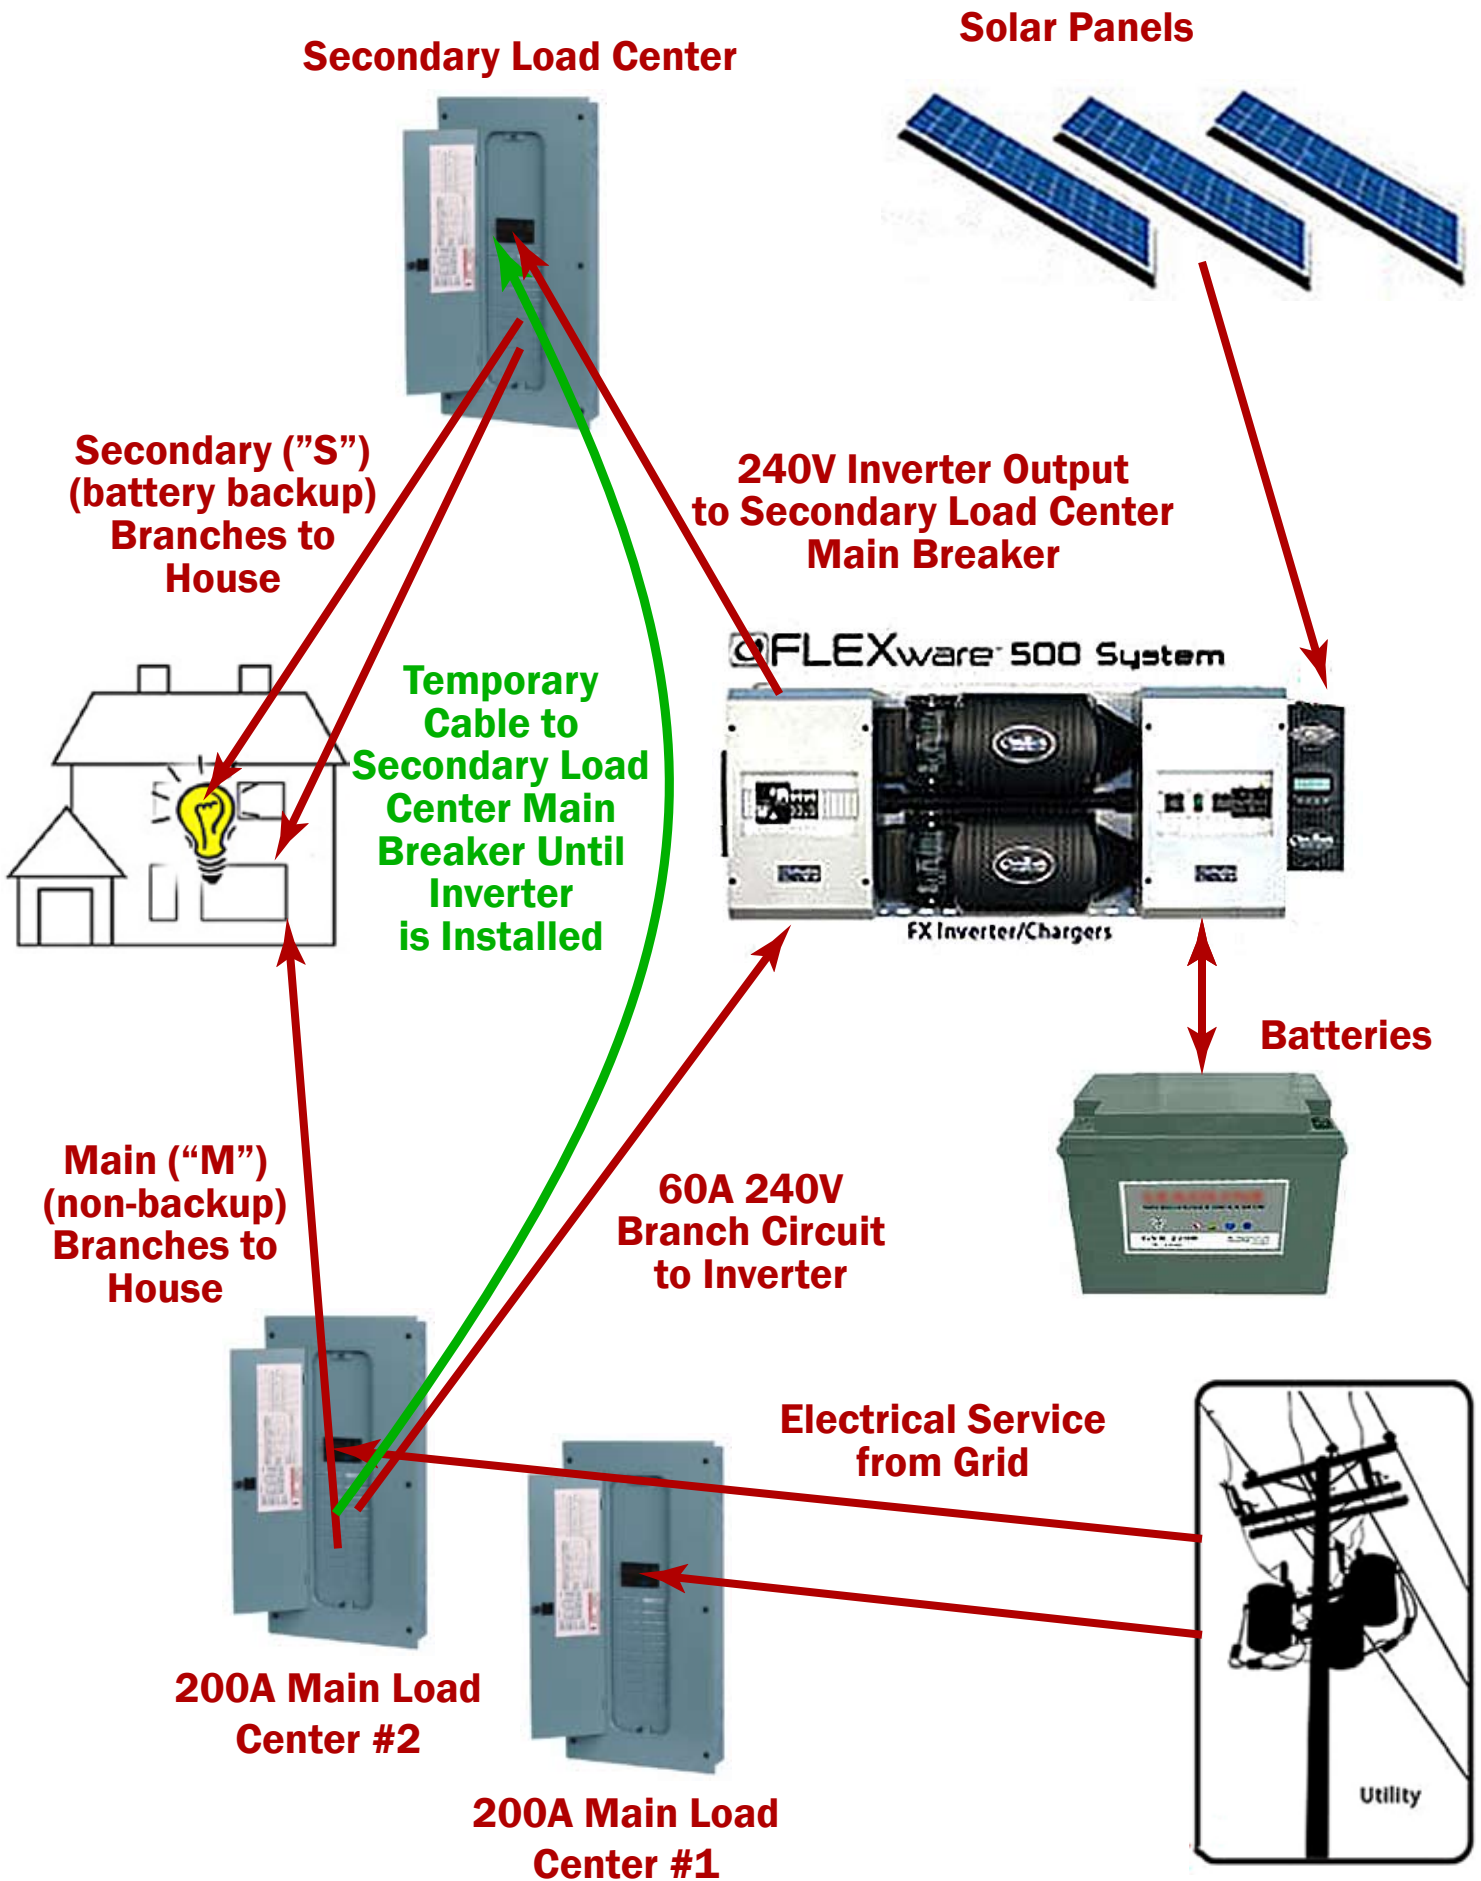 Solar Panels
Secondary Load Center
Secondary (”S”)
(battery backup)
Branches to
House
240V Inverter Output
to Secondary Load Center
Main Breaker
FLEXware 500 System
Temporary
Cable to
Secondary Load
Center Main
Breaker Until
Inverter
is Installed
FX Inverter/Chargers
Batteries
Main (“M”)
(non-backup)
Branches to
House
60A 240V
Branch Circuit
to Inverter
Electrical Service
from Grid
200A Main Load
Center #2
200A Main Load
Center #1
Utility